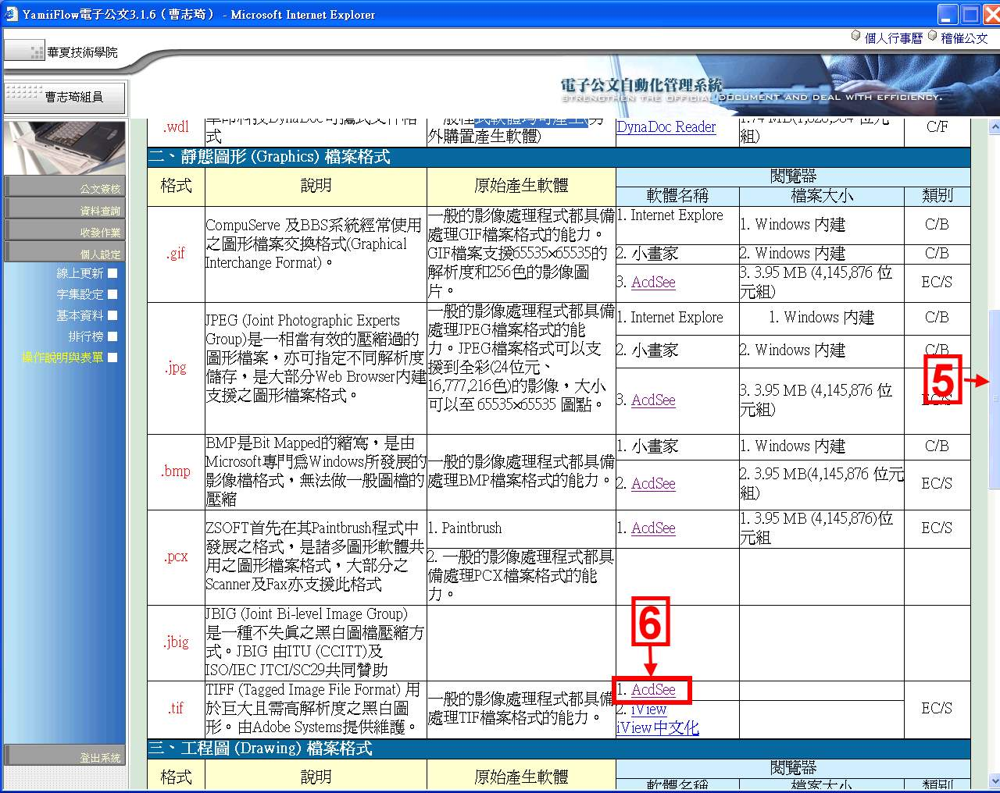 YamiiFlow電子公文3.1.6（曹志琦） - Microsoft Internet Explorer
個人行事曆 稽催公文
華夏技術學院
電子公文自動化管理系統
STRENGTHEN THE OFFICIAL DOCUMENT AND DEAL WITH EFFICIENCY.
曹志琦組員
公文簽核
資料查詢
收發作業
個人設定
線上更新
字集設定
基本資料
排行榜
操作說明與表單
登出系統
.wdl
式
外購置產生軟體)
DynaDoc Reader
組)
C/F
二、靜態圖形 (Graphics) 檔案格式
格式 說明 原始產生軟體 閱覽器
軟體名稱 檔案大小 類別
.gif
CompuServe 及BBS系統經常使用
之圖形檔案交換格式(Graphical
Interchange Format)。
一般的影像處理程式都具備
處理GIF檔案格式的能力。
GIF檔案支援65535×65535的
解析度和256色的影像圖
片。
1. Internet Explore
1. Windows 內建
C/B
2. 小畫家
2. Windows 內建
C/B
3. AcdSee
3. 3.95 MB (4,145,876 位
元組)
EC/S
.jpg
JPEG (Joint Photographic Experts
Group)是一相當有效的壓縮過的
圖形檔案，亦可指定不同解析度
儲存，是大部分Web Browser內建
支援之圖形檔案格式。
一般的影像處理程式都具備
處理JPEG檔案格式的能
力。JPEG檔案格式可以支
援到全彩(24位元、
16,777,216色)的影像，大小
可以至 65535×65535 圖點。
1. Internet Explore
1. Windows 內建
C/B
2. 小畫家
2. Windows 內建
C/B
3. AcdSee
3. 3.95 MB (4,145,876 位
元組)
EC/S
5
.bmp
BMP是Bit Mapped的縮寫，是由
Microsoft專門為Windows所發展的
影像檔格式，無法做一般圖檔的
壓縮
一般的影像處理程式都具備
處理BMP檔案格式的能力。
1. 小畫家
1. Windows 內建
C/B
2. AcdSee
2. 3.95 MB(4,145,876 位元
組)
EC/S
.pcx
ZSOFT首先在其Paintbrush程式中
發展之格式，是諸多圖形軟體共
用之圖形檔案格式，大部分之
Scanner及Fax亦支援此格式
1. Paintbrush
1. AcdSee
1. 3.95 MB (4,145,876)位
元組
EC/S
2. 一般的影像處理程式都具
備處理PCX檔案格式的能
力。
.jbig
JBIG (Joint Bi-level Image Group)
是一種不失真之黑白圖檔壓縮方
式。JBIG 由ITU (CCITT)及
ISO/IEC JTCI/SC29共同贊助
6
.tif
TIFF (Tagged Image File Format) 用
於巨大且需高解析度之黑白圖
形。由Adobe Systems提供維護。
一般的影像處理程式都具備
處理TIF檔案格式的能力。
1. AcdSee
2. iView
iView中文化
EC/S
三、工程圖 (Drawing) 檔案格式
格式 說明 原始產生軟體 閱覽器
軟體名稱 檔案大小 類別